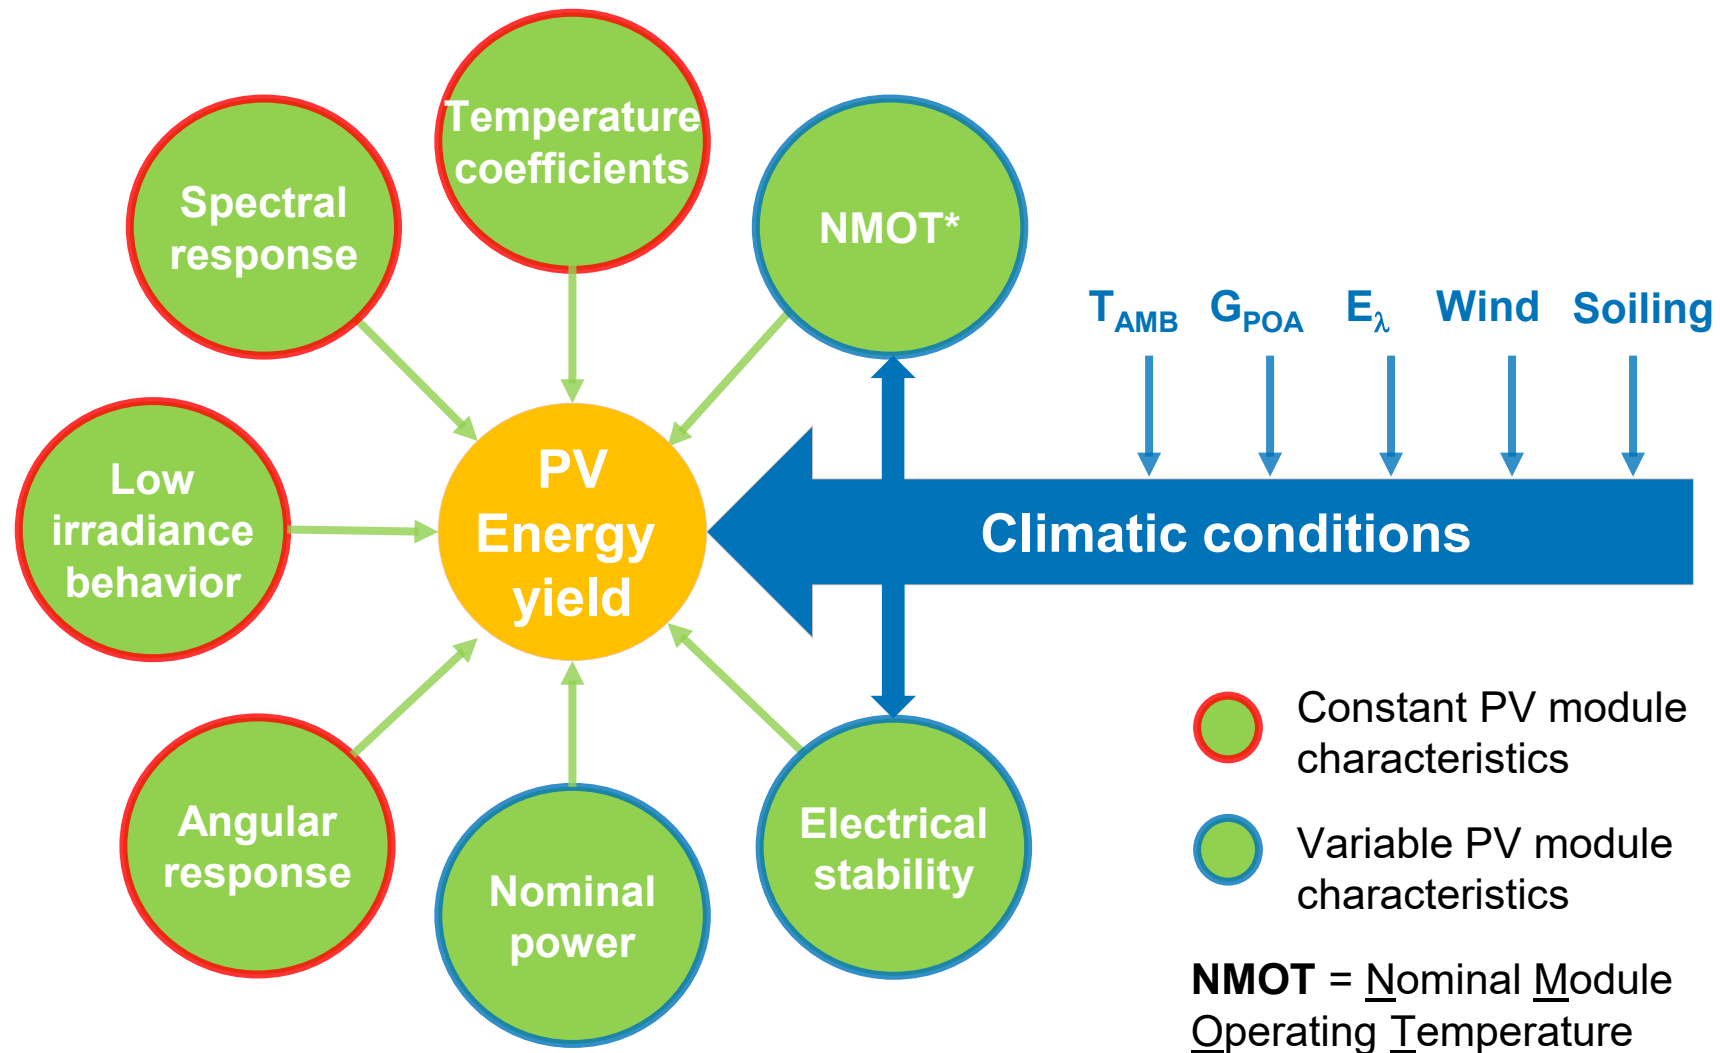 Temperature
coefficients
Spectral
response
NMOT*
T_AMB G_POA E_λ Wind Soiling
Low
irradiance
behavior
PV
Energy
yield
Climatic conditions
Angular
response
Nominal
power
Electrical
stability
Constant PV module
characteristics
Variable PV module
characteristics
NMOT = Nominal Module
Operating Temperature